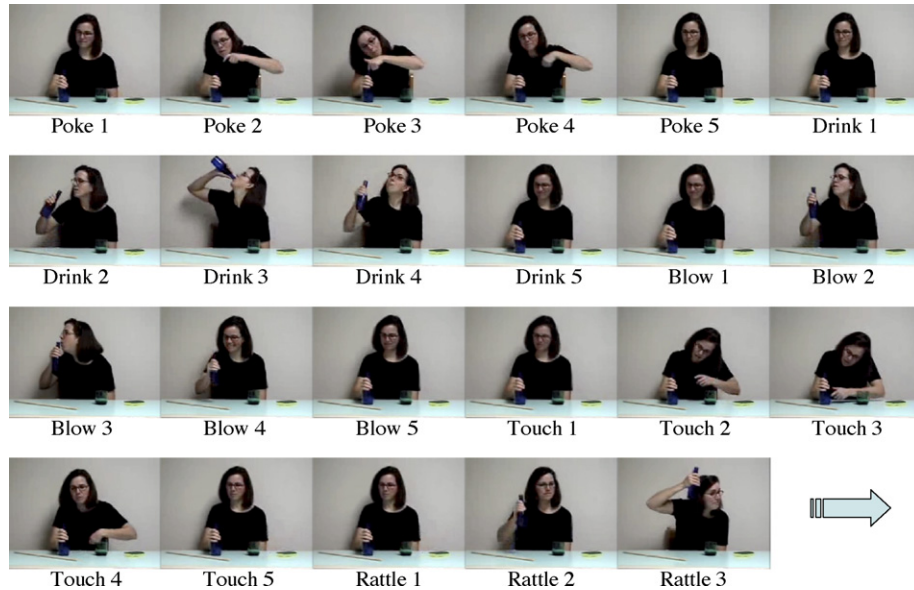 Poke 1 Poke 2 Poke 3 Poke 4 Poke 5 Drink 1
Drink 2 Drink 3 Drink 4 Drink 5 Blow 1 Blow 2
Blow 3 Blow 4 Blow 5 Touch 1 Touch 2 Touch 3
Touch 4 Touch 5 Rattle 1 Rattle 2 Rattle 3